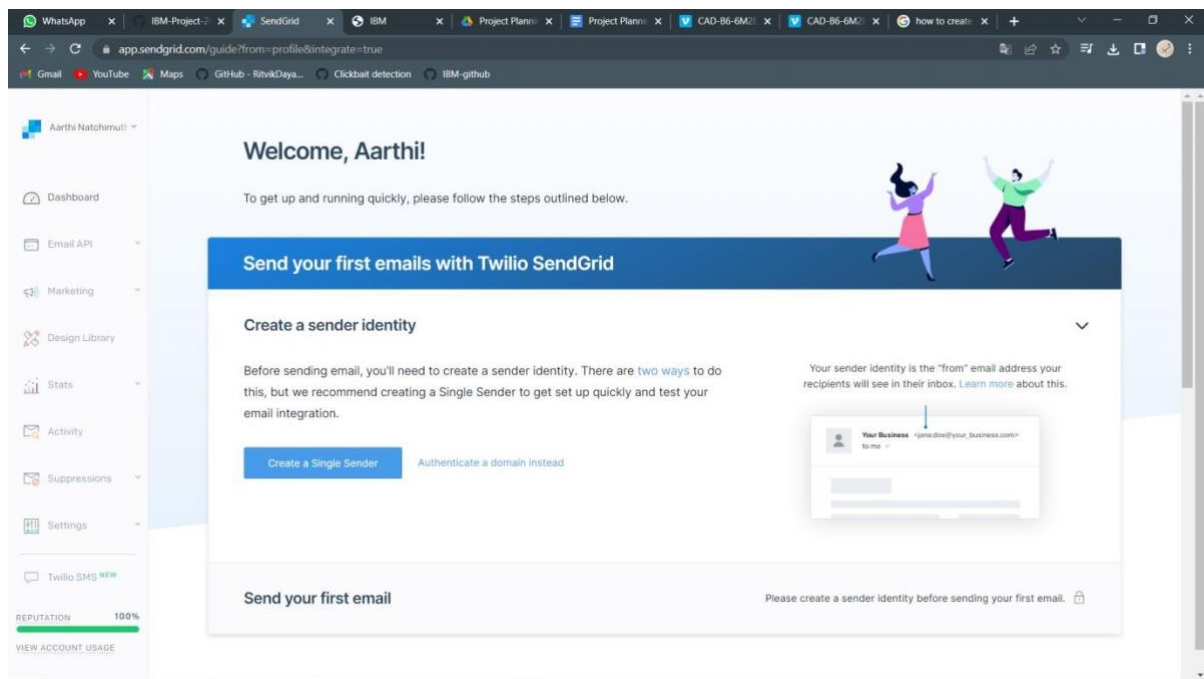 WhatsApp
IBM-Project-2
SendGrid
IBM
Project Planni
Project Planni
CAD-B6-6M2
CAD-B6-6M2
how to create
app.sendgrid.com/guide?from=profile&integrate=true
Gmail
YouTube
Maps
GitHub - RitvikDaya...
Clickbait detection
IBM-github
Aarthi Natchimut
Dashboard
Email API
Marketing
Design Library
Stats
Activity
Suppressions
Settings
Twilio SMS NEW
REPUTATION 100%
VIEW ACCOUNT USAGE
Welcome, Aarthi!
To get up and running quickly, please follow the steps outlined below.
Send your first emails with Twilio SendGrid
Create a sender identity
Before sending email, you'll need to create a sender identity. There are two ways to do
this, but we recommend creating a Single Sender to get set up quickly and test your
email integration.
Create a Single Sender
Authenticate a domain instead
Your sender identity is the "from" email address your
recipients will see in their inbox. Learn more about this.
Your Business <jane.doe@your_business.com>
to me
Send your first email
Please create a sender identity before sending your first email.